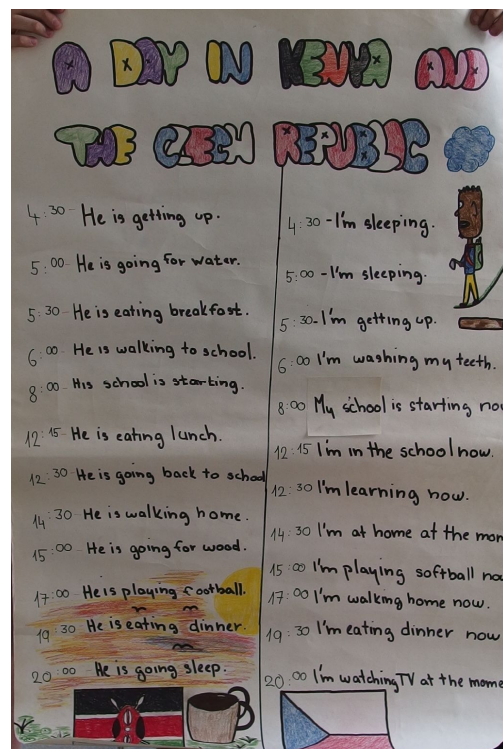 A DAY IN KENYA AND
THE CZECH REPUBLIC
4:30 - He is getting up.
5:00 - He is going for water.
5:30 - He is eating breakfast.
6:00 - He is walking to school.
8:00 - His school is starting.
12:15 - He is eating lunch.
12:30 - He is going back to school
14:30 - He is walking home.
15:00 - He is going for wood.
17:00 - He is playing football.
19:30 - He is eating dinner.
20:00 - He is going sleep.
4:30 - I'm sleeping.
5:00 - I'm sleeping.
5:30 - I'm getting up.
6:00 I'm washing my teeth.
8:00 My school is starting now
12:15 I'm in the school now.
12:30 I'm learning now.
14:30 I'm at home at the mom
15:00 I'm playing softball now
17:00 I'm walking home now.
19:30 I'm eating dinner now
20:00 I'm watching TV at the mome